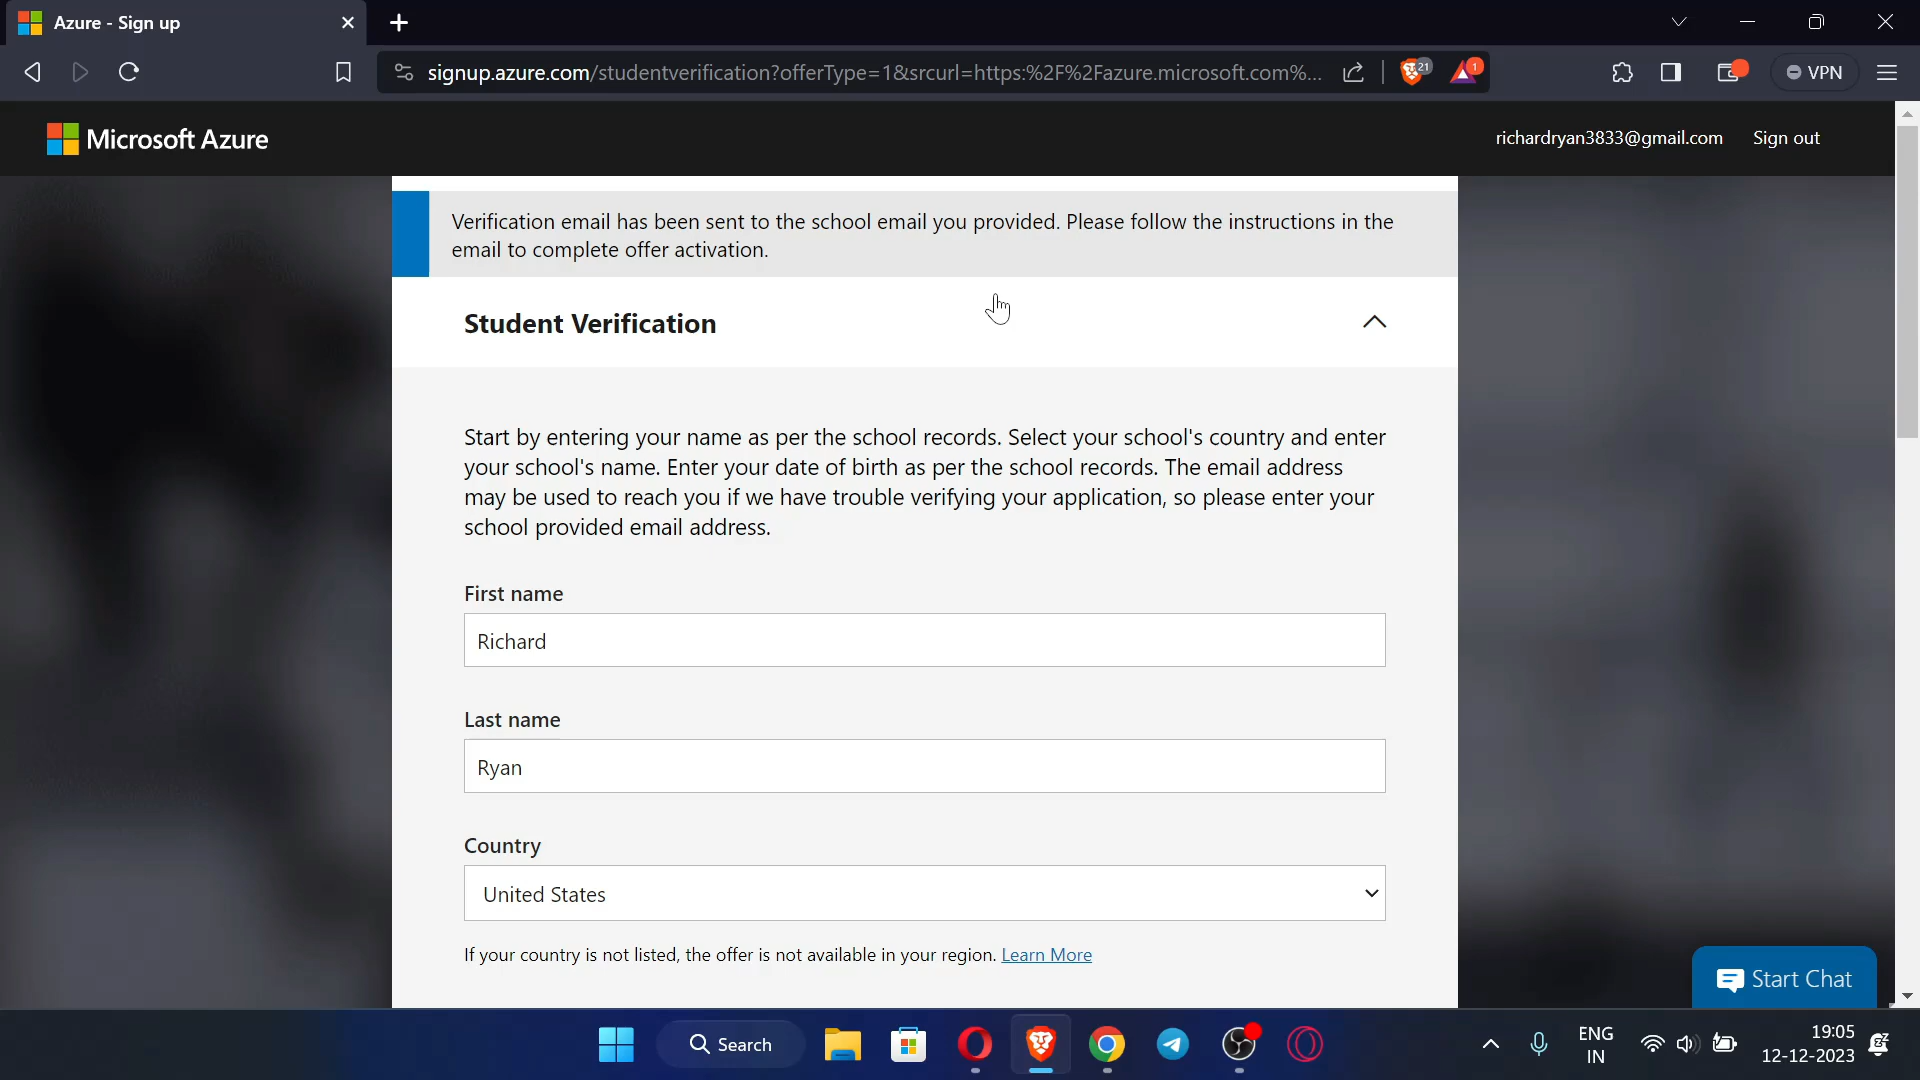 Azure - Sign up
signup.azure.com/studentverification?offerType=1&srcurl=https:%2F%2Fazure.microsoft.com%...
21
1
VPN
Microsoft Azure
richardryan3833@gmail.com
Sign out
Verification email has been sent to the school email you provided. Please follow the instructions in the
email to complete offer activation.
Student Verification
Start by entering your name as per the school records. Select your school's country and enter
your school's name. Enter your date of birth as per the school records. The email address
may be used to reach you if we have trouble verifying your application, so please enter your
school provided email address.
First name
Richard
Last name
Ryan
Country
United States
If your country is not listed, the offer is not available in your region. Learn More
Start Chat
Search
ENG
IN
19:05
12-12-2023